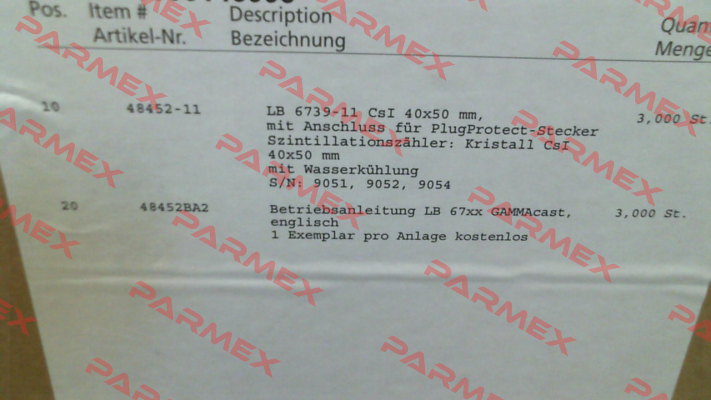 Pos. Item # Description
Artikel-Nr. Bezeichnung Menge
10 48452-11 LB 6739-11 CsI 40x50 mm, 3,000 St.
mit Anschluss für PlugProtect-Stecker
Szintillationszähler: Kristall CsI
40x50 mm
mit Wasserkühlung
S/N: 9051, 9052, 9054
20 48452BA2 Betriebsanleitung LB 67xx GAMMAcast, 3,000 St.
englisch
1 Exemplar pro Anlage kostenlos
PARMEX